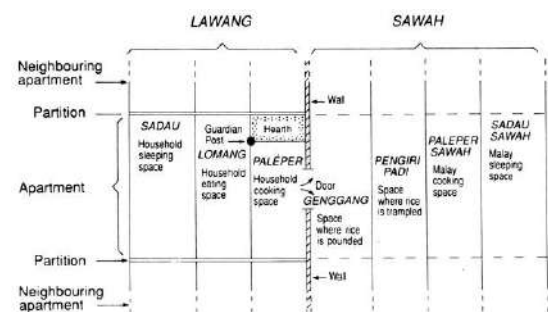 LAWANG
SAWAH
Neighbouring
apartment
Wall
Partition
SADAU
Household
sleeping
space
Guardian
Post
Hearth
LOMANG
Household
eating
space
PALÉPER
Household
cooking
space
Apartment
Door
GENGGANG
Space
where rice
is pounded
PENGIRI
PADI
Space
where rice
is trampled
PALEPER
SAWAH
Malay
cooking
space
SADAU
SAWAH
Malay
sleeping
space
Partition
Wall
Neighbouring
apartment